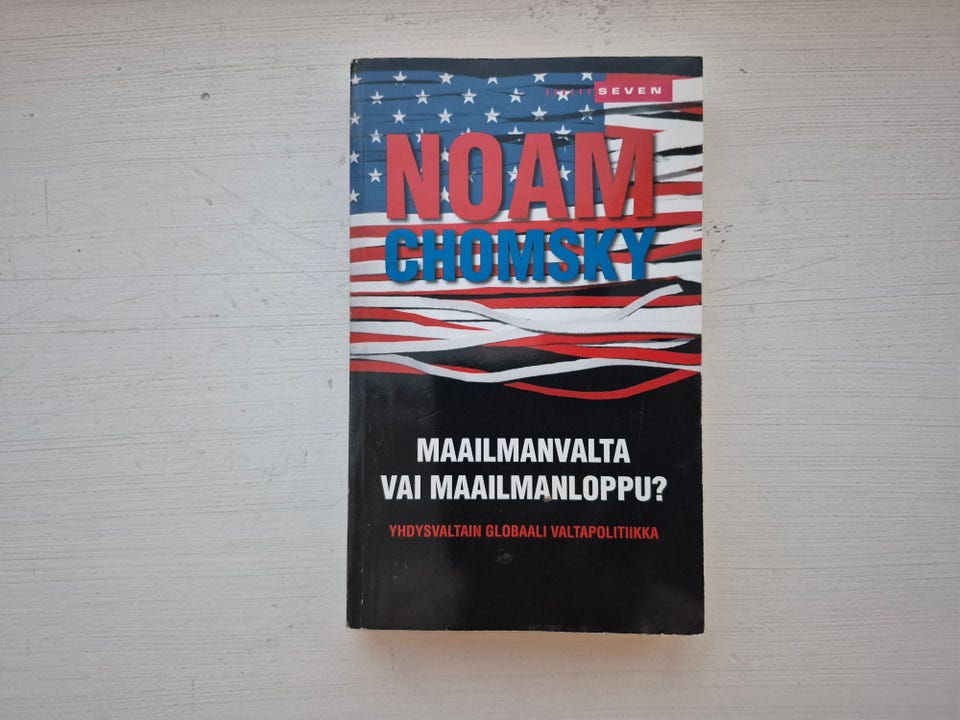 SEVEN
NOAM
CHOMSKY
MAAILMANVALTA
VAI MAAILMANLOPPU?
YHDYSVALTAIN GLOBAALI VALTAPOLITIIKKA